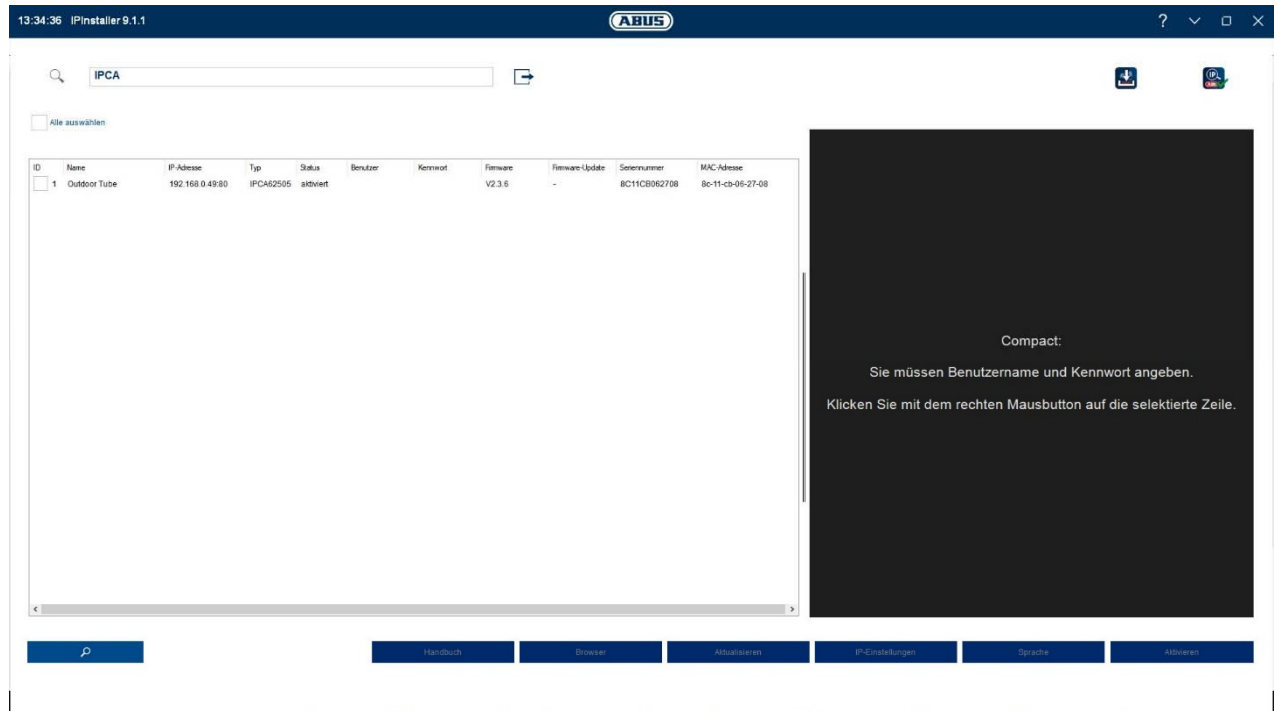 13:34:36 IPInstaller 9.1.1
ABUS
?
IPCA
Alle auswählen
ID Name IP-Adresse Typ Status Benutzer Kennwort Firmware Firmware-Update Seriennummer MAC-Adresse
1 Outdoor Tube 192.168.0.49:80 IPCA62505 aktiviert V2.3.6 - 8C11CB062708 8c-11-cb-06-27-08
Compact:
Sie müssen Benutzername und Kennwort angeben.
Klicken Sie mit dem rechten Mausbutton auf die selektierte Zeile.
Handbuch Browser Aktualisieren IP-Einstellungen Sprache Aktivieren